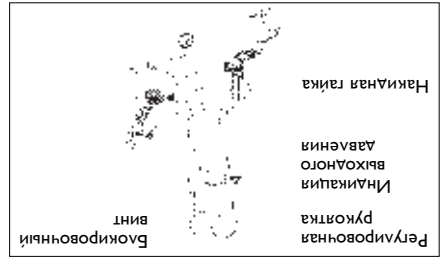 Регулировочная
рукоятка
Блокировочный
винт
Индикация
выходного
давления
Накидная гайка